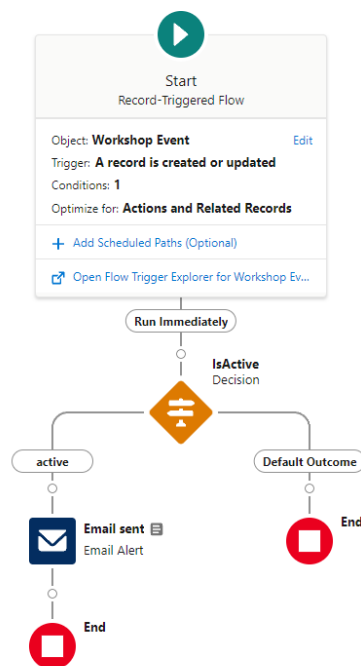 Start
Record-Triggered Flow
Object: Workshop Event Edit
Trigger: A record is created or updated
Conditions: 1
Optimize for: Actions and Related Records
+ Add Scheduled Paths (Optional)
Open Flow Trigger Explorer for Workshop Ev...
Run Immediately
IsActive
Decision
active
Default Outcome
Email sent
Email Alert
End
End